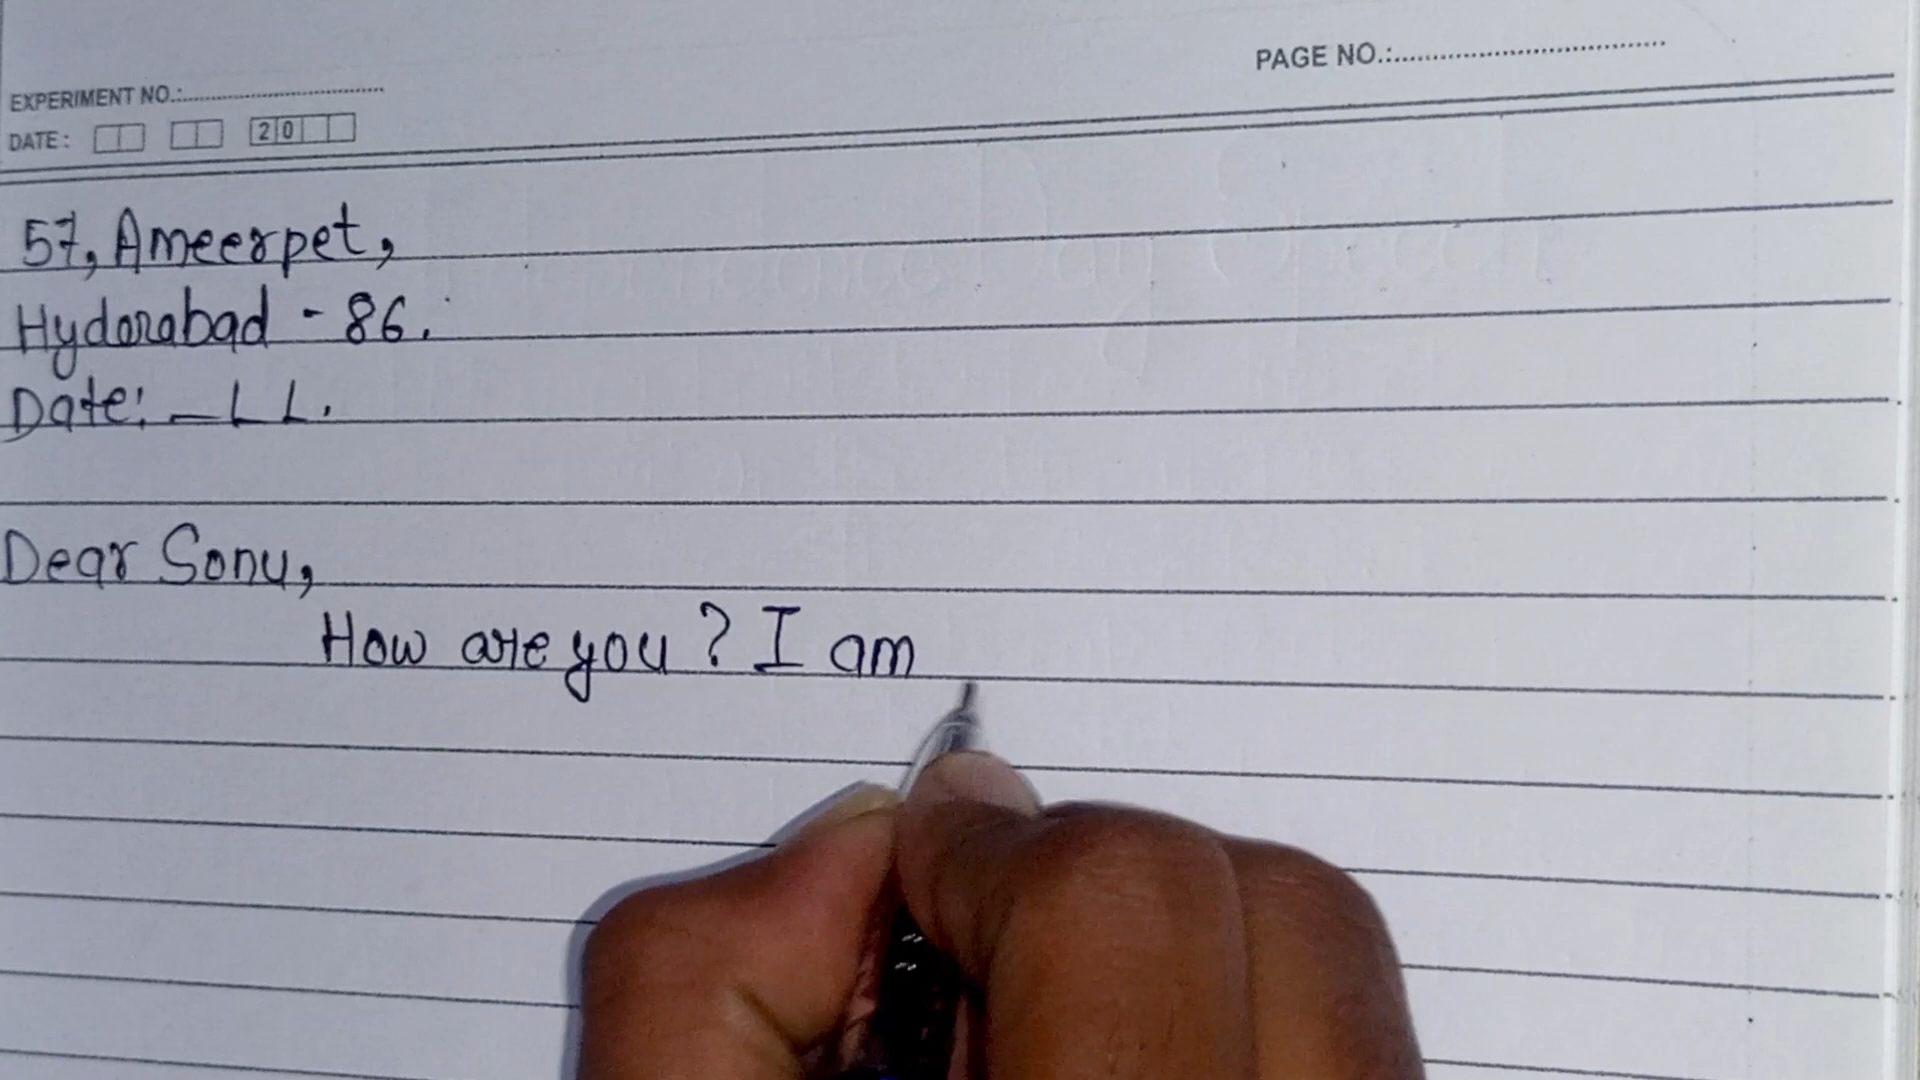 PAGE NO.:
EXPERIMENT NO.:
DATE : 20
57, Ameerpet,
Hyderabad - 86.
Date: _ L L.
Dear Sonu,
How are you ? I am